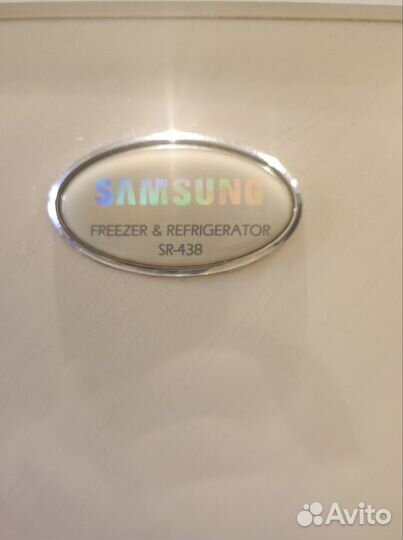 SAMSUNG
FREEZER & REFRIGERATOR
SR-438
Avito